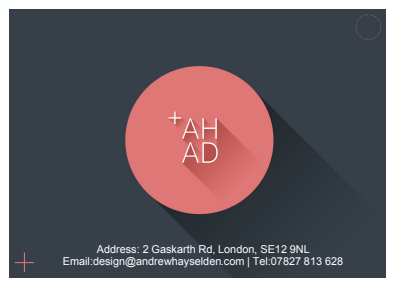 +AH
AD
Address: 2 Gaskarth Rd, London, SE12 9NL
Email:design@andrewhayselden.com | Tel:07827 813 628